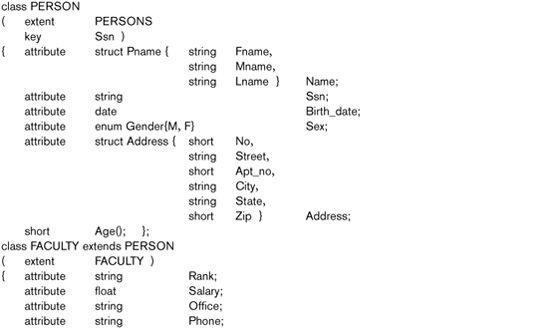 class PERSON
( extent PERSONS
key Ssn )
{ attribute struct Pname { string Fname,
string Mname,
string Lname } Name;
attribute string Ssn;
attribute date Birth_date;
attribute enum Gender{M, F} Sex;
attribute struct Address { short No,
string Street,
short Apt_no,
string City,
string State,
short Zip } Address;
short Age(); };
class FACULTY extends PERSON
( extent FACULTY )
{ attribute string Rank;
attribute float Salary;
attribute string Office;
attribute string Phone;